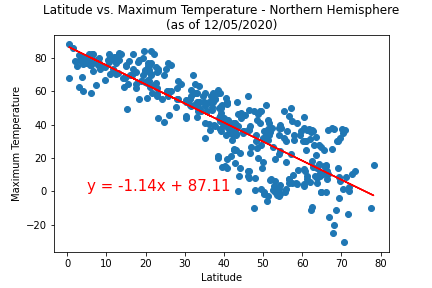 Latitude vs. Maximum Temperature - Northern Hemisphere
(as of 12/05/2020)
Maximum Temperature
80
60
40
20
0
−20
y = -1.14x + 87.11
0 10 20 30 40 50 60 70 80
Latitude